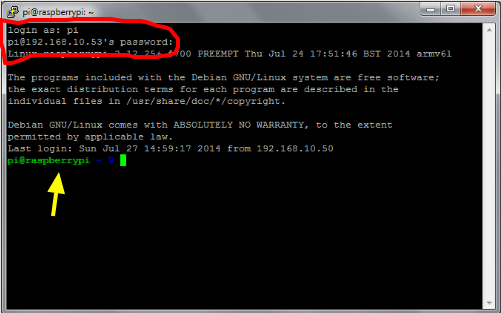 pi@raspberrypi: ~
login as: pi
pi@192.168.10.53's password:
Linux raspberrypi 3.12.25+ #700 PREEMPT Thu Jul 24 17:51:46 BST 2014 armv6l
The programs included with the Debian GNU/Linux system are free software;
the exact distribution terms for each program are described in the
individual files in /usr/share/doc/*/copyright.
Debian GNU/Linux comes with ABSOLUTELY NO WARRANTY, to the extent
permitted by applicable law.
Last login: Sun Jul 27 14:59:17 2014 from 192.168.10.50
pi@raspberrypi ~ $